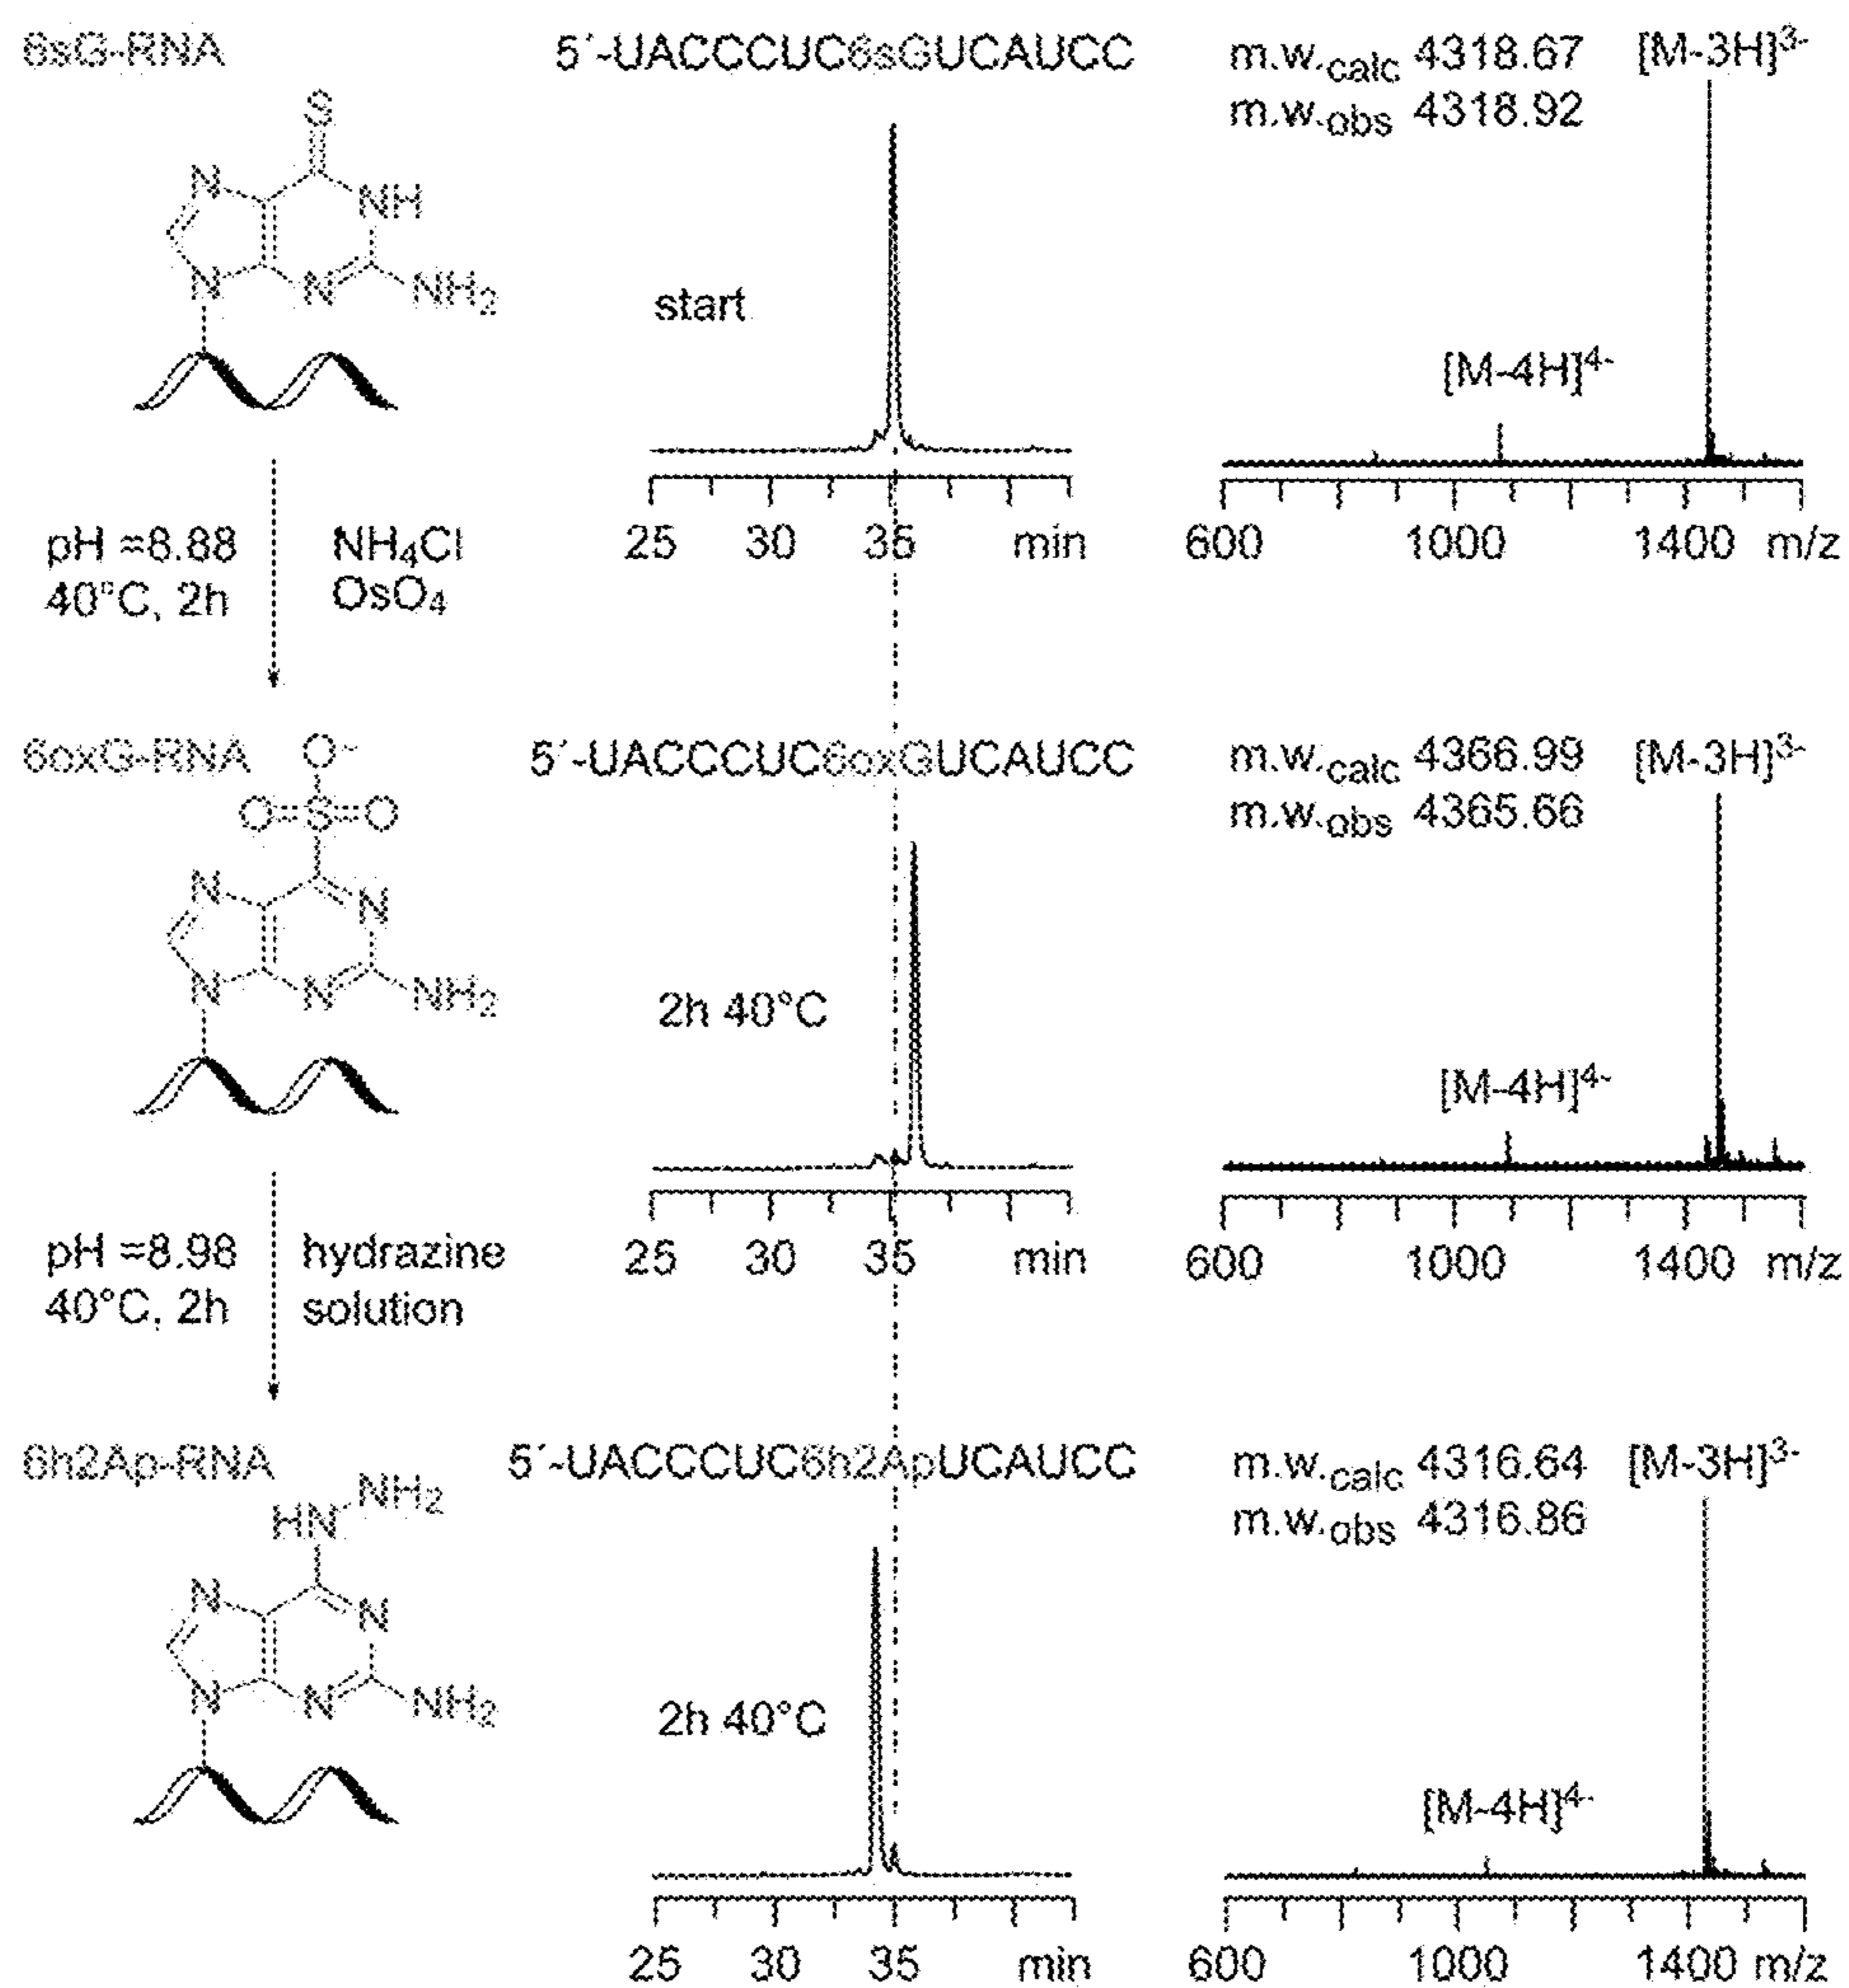 6sG-RNA
5´-UACCCUC6sGUCAUCC
m.w.calc 4318.67
m.w.obs 4318.92
[M-3H]3-
S
N
NH
N
N
NH2
start
[M-4H]4-
25 30 35 min
600 1000 1400 m/z
pH =8.88
40°C, 2h
NH4Cl
OsO4
6oxG-RNA
5´-UACCCUC6oxGUCAUCC
m.w.calc 4366.99
m.w.obs 4365.66
[M-3H]3-
O-
O=S=O
N
N
N
N
NH2
2h 40°C
[M-4H]4-
25 30 35 min
600 1000 1400 m/z
pH =8.98
40°C, 2h
hydrazine
solution
6h2Ap-RNA
5´-UACCCUC6h2ApUCAUCC
m.w.calc 4316.64
m.w.obs 4316.86
[M-3H]3-
HN
NH2
N
N
N
N
NH2
2h 40°C
[M-4H]4-
25 30 35 min
600 1000 1400 m/z